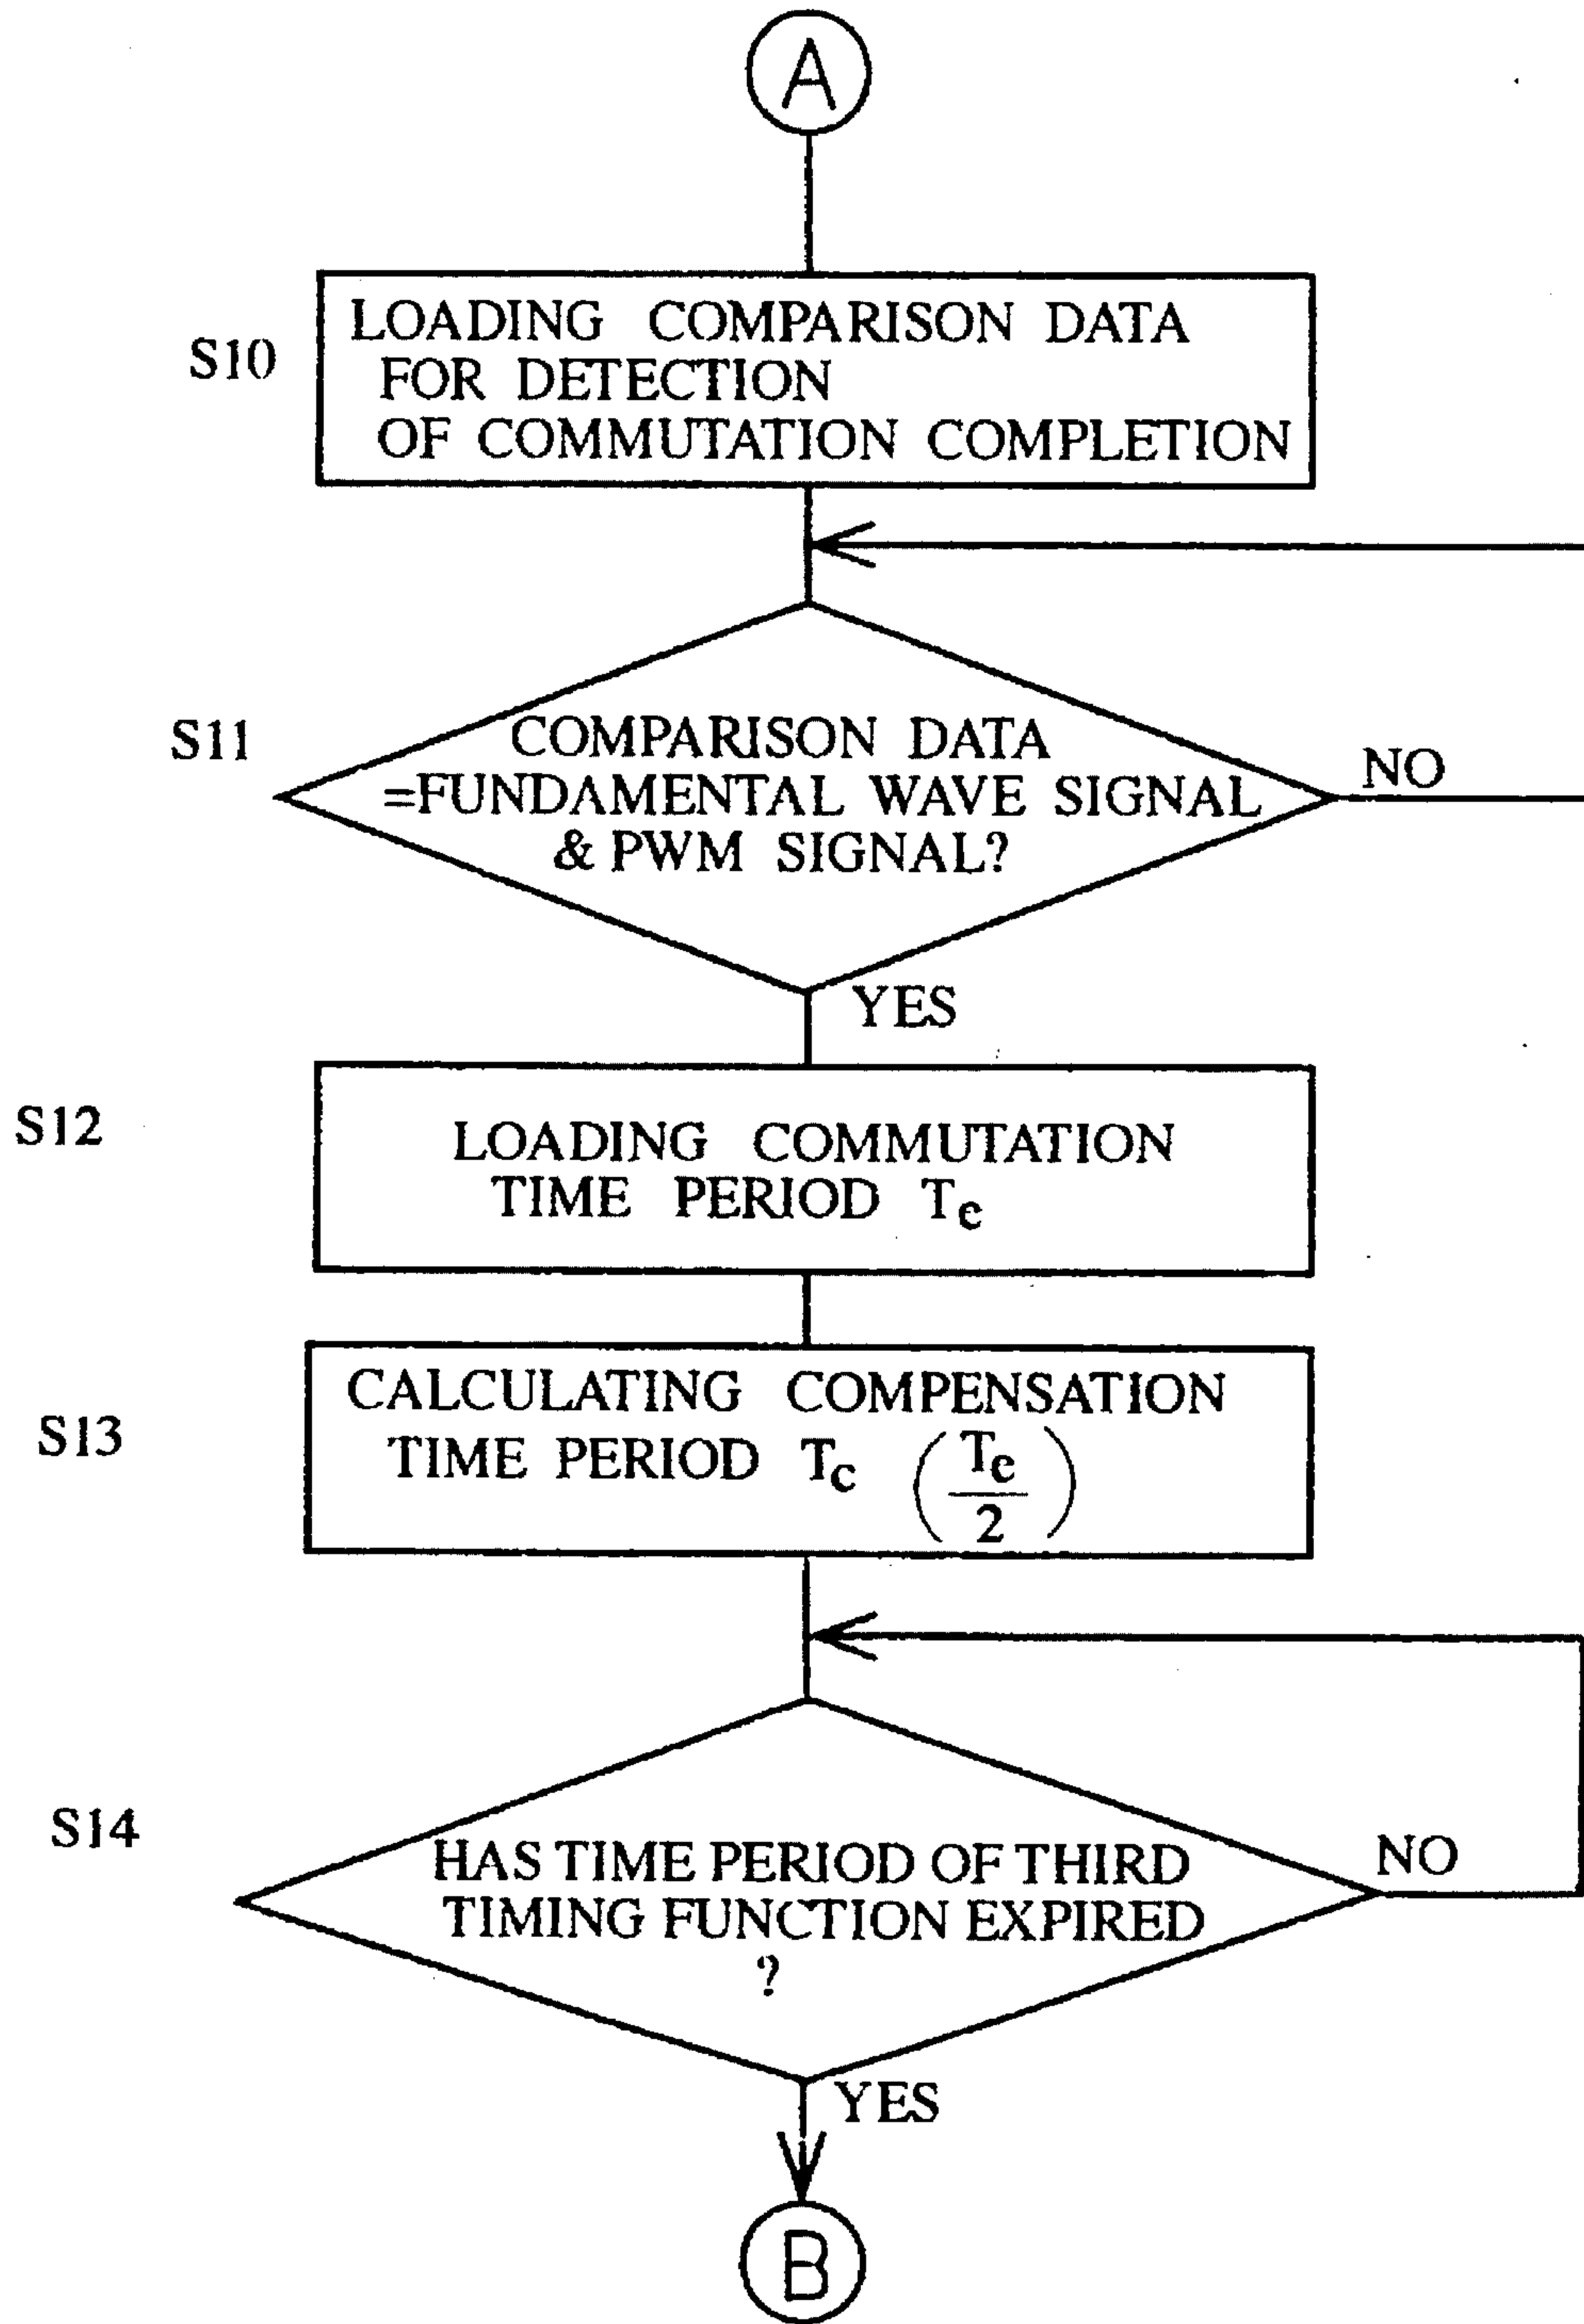 A
S10
LOADING COMPARISON DATA
FOR DETECTION
OF COMMUTATION COMPLETION
S11
COMPARISON DATA
=FUNDAMENTAL WAVE SIGNAL
& PWM SIGNAL?
NO
YES
S12
LOADING COMMUTATION
TIME PERIOD Te
S13
CALCULATING COMPENSATION
TIME PERIOD Tc (Te/2)
S14
HAS TIME PERIOD OF THIRD
TIMING FUNCTION EXPIRED
?
NO
YES
B